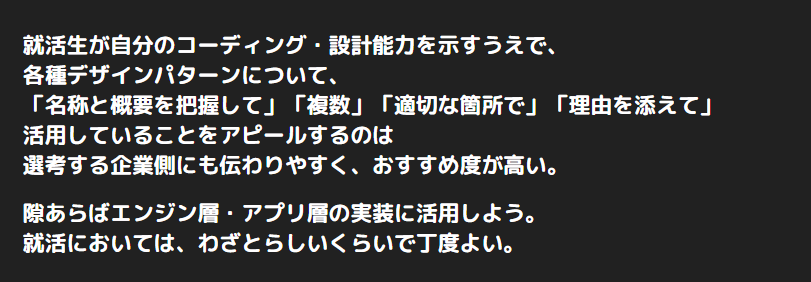 就活生が自分のコーディング・設計能力を示すうえで、
各種デザインパターンについて、
「名称と概要を把握して」「複数」「適切な箇所で」「理由を添えて」
活用していることをアピールするのは
選考する企業側にも伝わりやすく、おすすめ度が高い。
隙あらばエンジン層・アプリ層の実装に活用しよう。
就活においては、わざとらしいくらいで丁度よい。